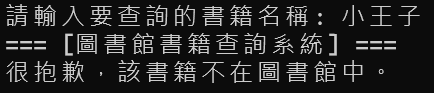 請輸入要查詢的書籍名稱: 小王子
=== [圖書館書籍查詢系統] ===
很抱歉，該書籍不在圖書館中。